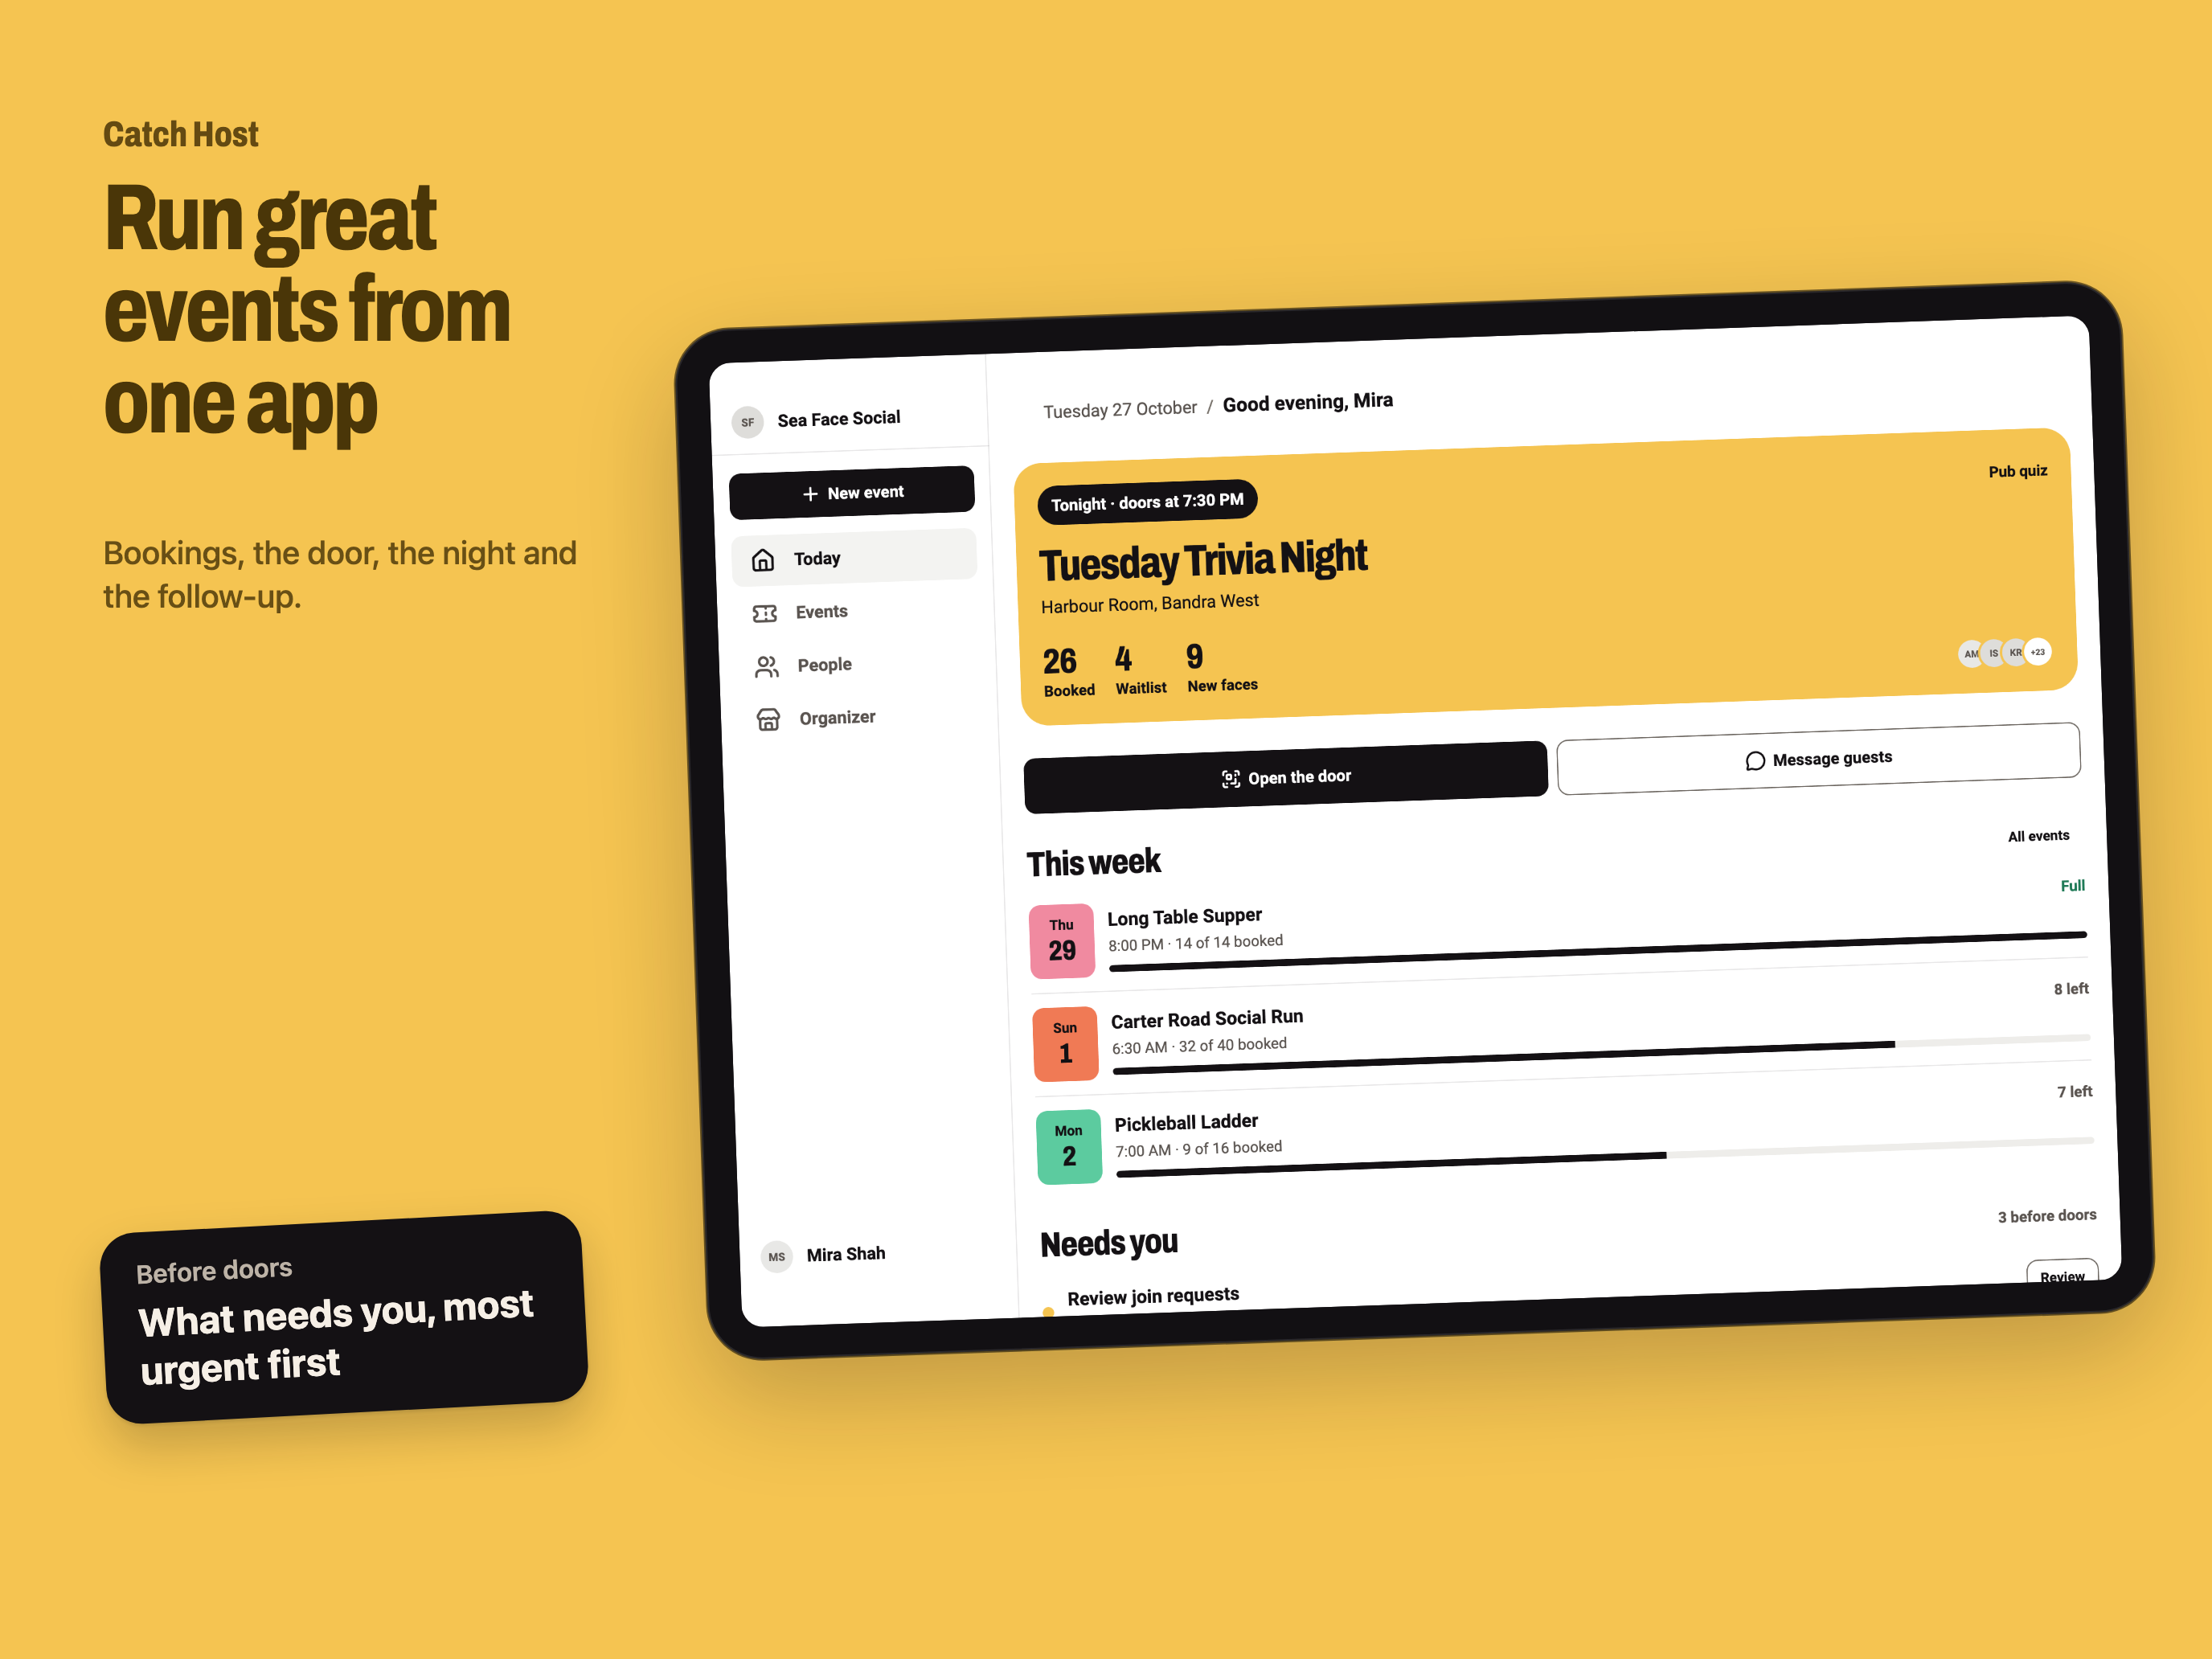 Catch Host
Run great
events from
one app
Bookings, the door, the night and
the follow-up.
Before doors
What needs you, most
urgent first
SF
Sea Face Social
New event
Today
Events
People
Organizer
MS
Mira Shah
Tuesday 27 October / Good evening, Mira
Tonight · doors at 7:30 PM
Pub quiz
Tuesday Trivia Night
Harbour Room, Bandra West
26 4 9
Booked Waitlist New faces
AM IS KR +23
Open the door
Message guests
This week
All events
Thu
29
Long Table Supper
8:00 PM · 14 of 14 booked
Full
Sun
1
Carter Road Social Run
6:30 AM · 32 of 40 booked
8 left
Mon
2
Pickleball Ladder
7:00 AM · 9 of 16 booked
7 left
Needs you
3 before doors
Review join requests
Review